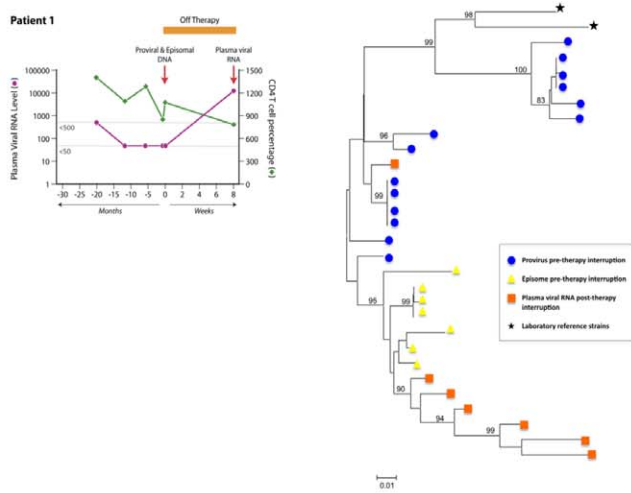 Patient 1
Off Therapy
Proviral & Episomal
DNA
Plasma viral
RNA
Plasma Viral RNA Level (●)
100000
10000
1000
100
10
1
<500
<50
1500
1200
900
600
300
0
CD4 T cell percentage (◆)
-30 -25 -20 -15 -10 -5 0 2 4 6 8
Months
Weeks
98
99
100
83
96
99
95
99
90
94
99
0.01
Provirus pre-therapy interruption
Episome pre-therapy interruption
Plasma viral RNA post-therapy
interruption
Laboratory reference strains